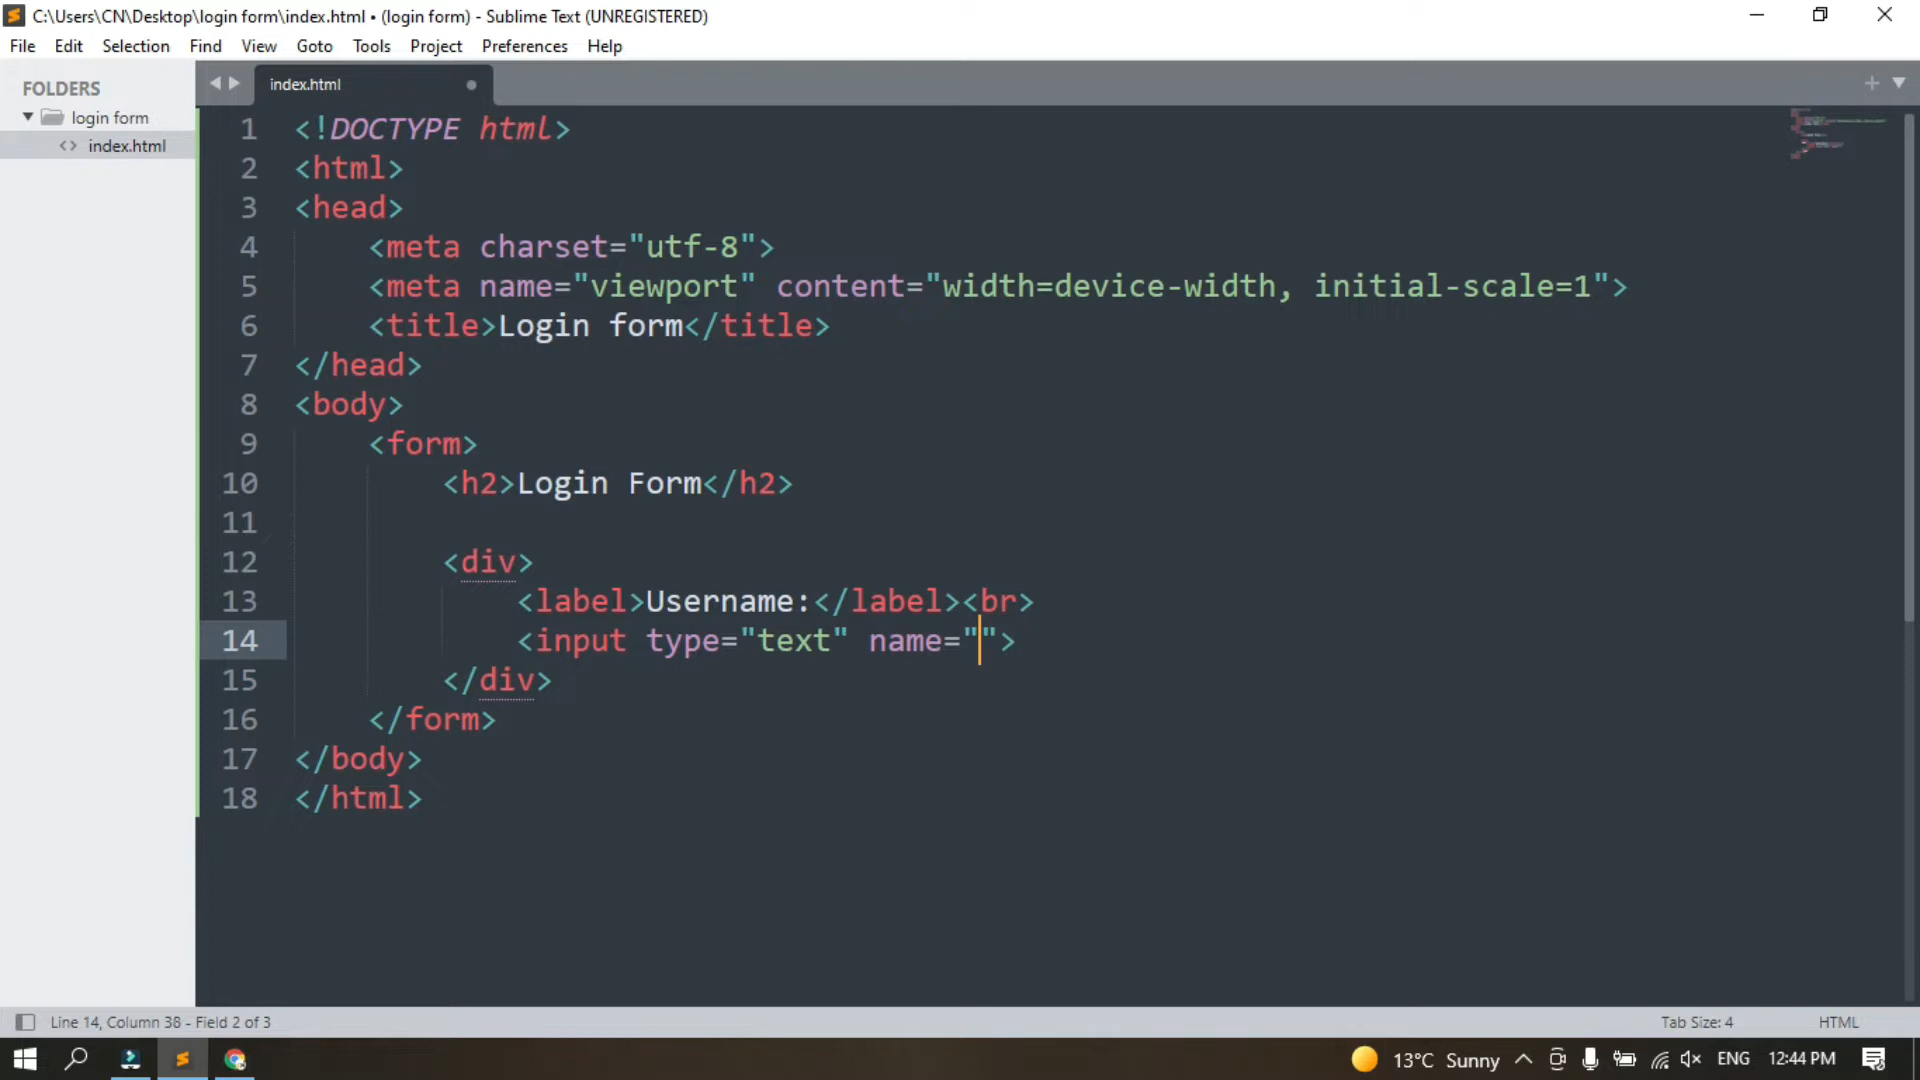 C:\Users\CN\Desktop\login form\index.html • (login form) - Sublime Text (UNREGISTERED)
File Edit Selection Find View Goto Tools Project Preferences Help
FOLDERS
login form
index.html
index.html
1 <!DOCTYPE html>
2 <html>
3 <head>
4 <meta charset="utf-8">
5 <meta name="viewport" content="width=device-width, initial-scale=1">
6 <title>Login form</title>
7 </head>
8 <body>
9 <form>
10 <h2>Login Form</h2>
11
12 <div>
13 <label>Username:</label><br>
14 <input type="text" name="">
15 </div>
16 </form>
17 </body>
18 </html>
Line 14, Column 38 - Field 2 of 3
Tab Size: 4
HTML
13°C Sunny
ENG
12:44 PM